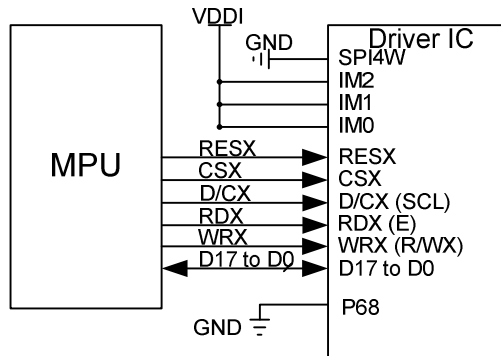 VDDI
Driver IC
GND
SPI4W
IM2
IM1
IM0
MPU
RESX
RESX
CSX
CSX
D/CX
D/CX (SCL)
RDX
RDX (E)
WRX
WRX (R/WX)
D17 to D0
D17 to D0
P68
GND